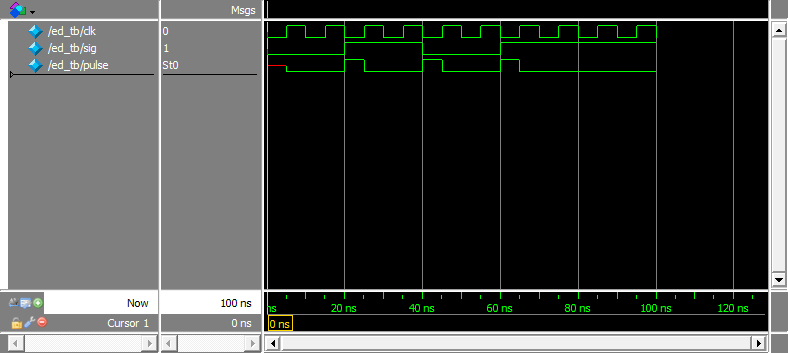 Msgs
/ed_tb/clk 0
/ed_tb/sig 1
/ed_tb/pulse St0
Now 100 ns ns 20 ns 40 ns 60 ns 80 ns 100 ns 120 ns
Cursor 1 0 ns 0 ns